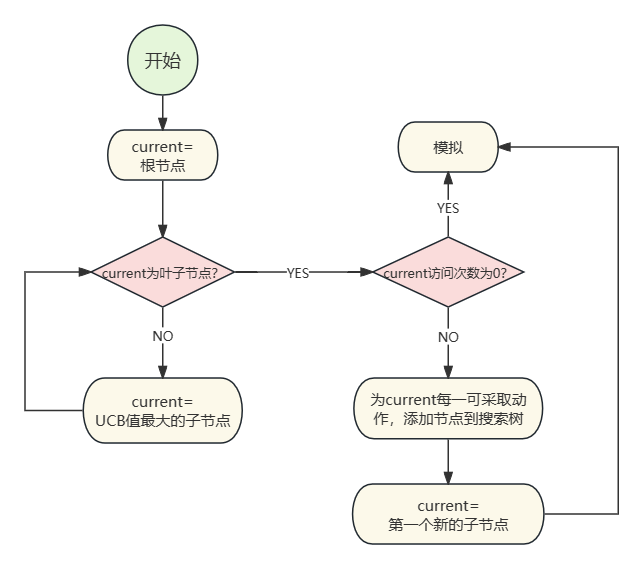 开始
current=
根节点
current为叶子节点?
NO
current=
UCB值最大的子节点
YES
current访问次数为0?
YES
模拟
NO
为current每一可采取动
作，添加节点到搜索树
current=
第一个新的子节点